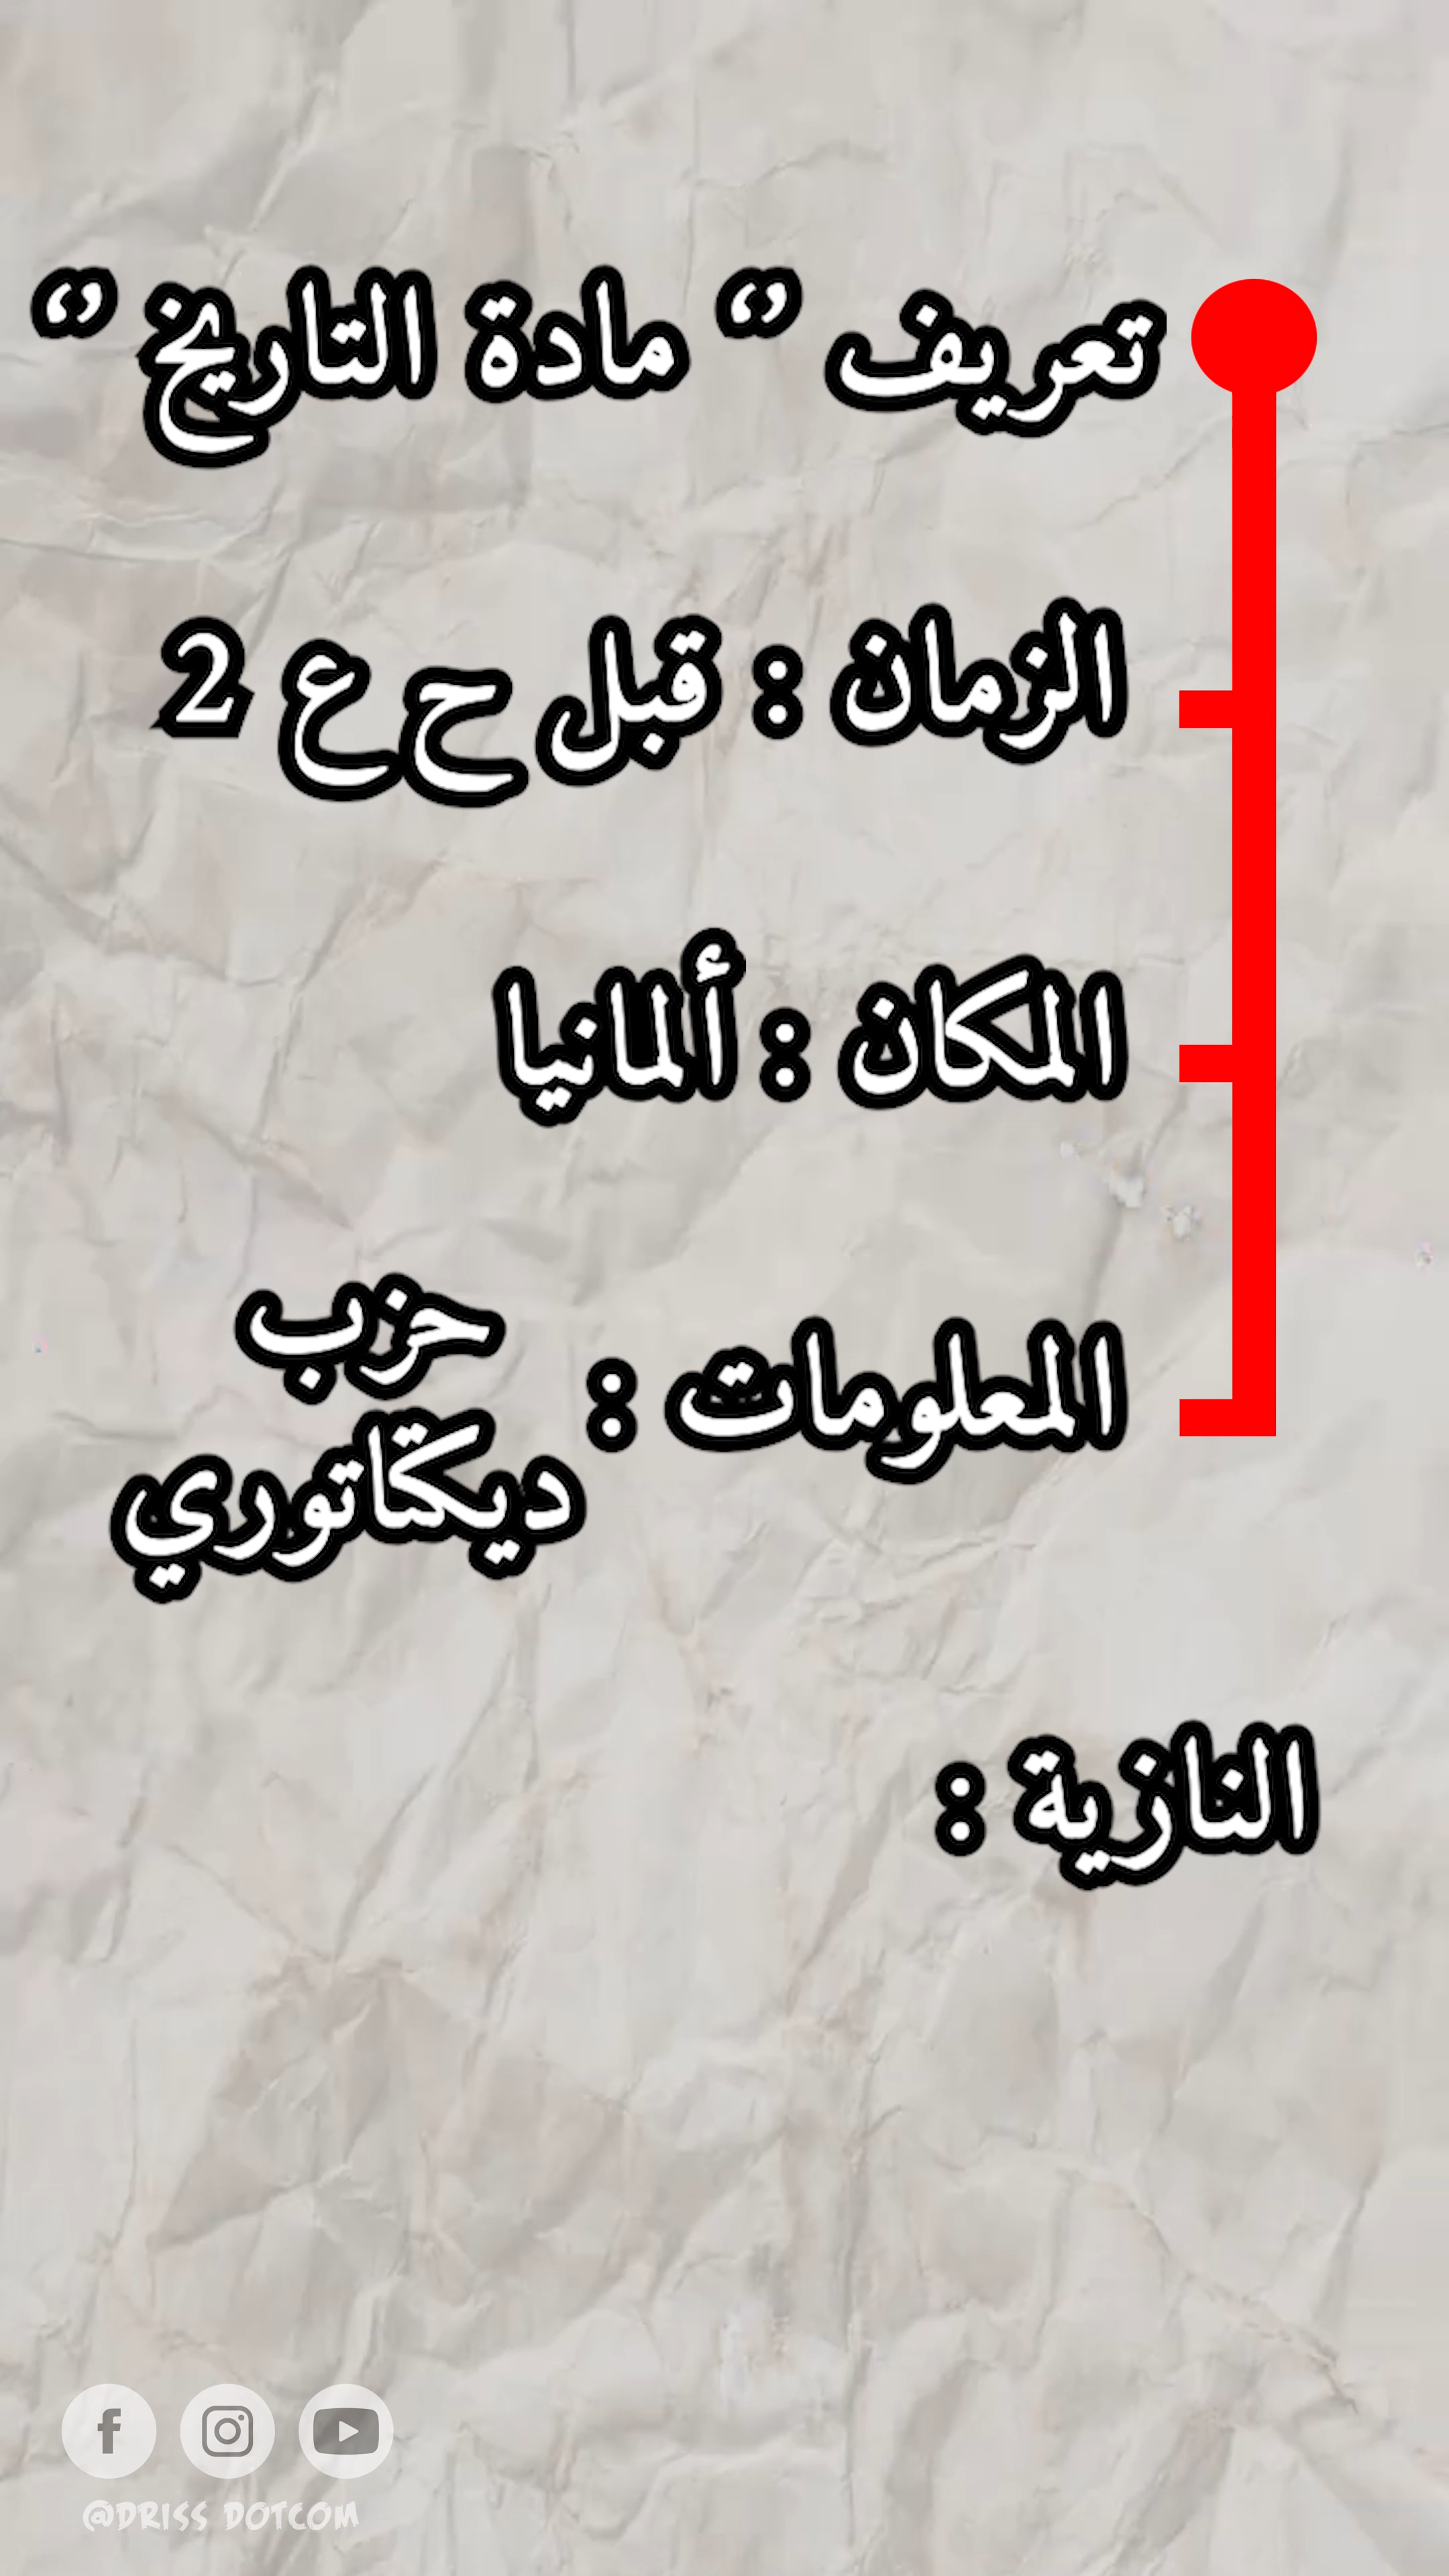 تعريف " مادة التاريخ "
الزمان : قبل ح ع 2
المكان : ألمانيا
المعلومات : حزب
ديكتاتوري
النازية :
@DRISS DOTCOM